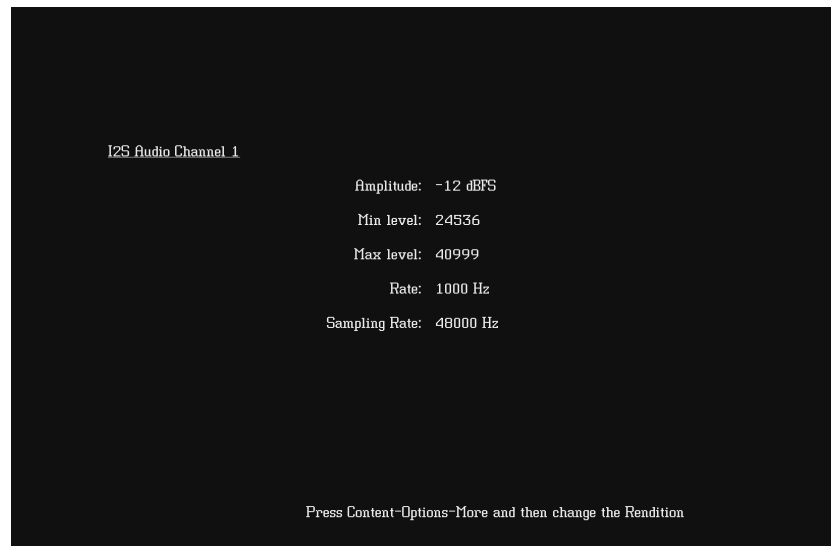 I2S Audio Channel 1
Amplitude: -12 dBFS
Min level: 24536
Max level: 40999
Rate: 1000 Hz
Sampling Rate: 48000 Hz
Press Content-Options-More and then change the Rendition